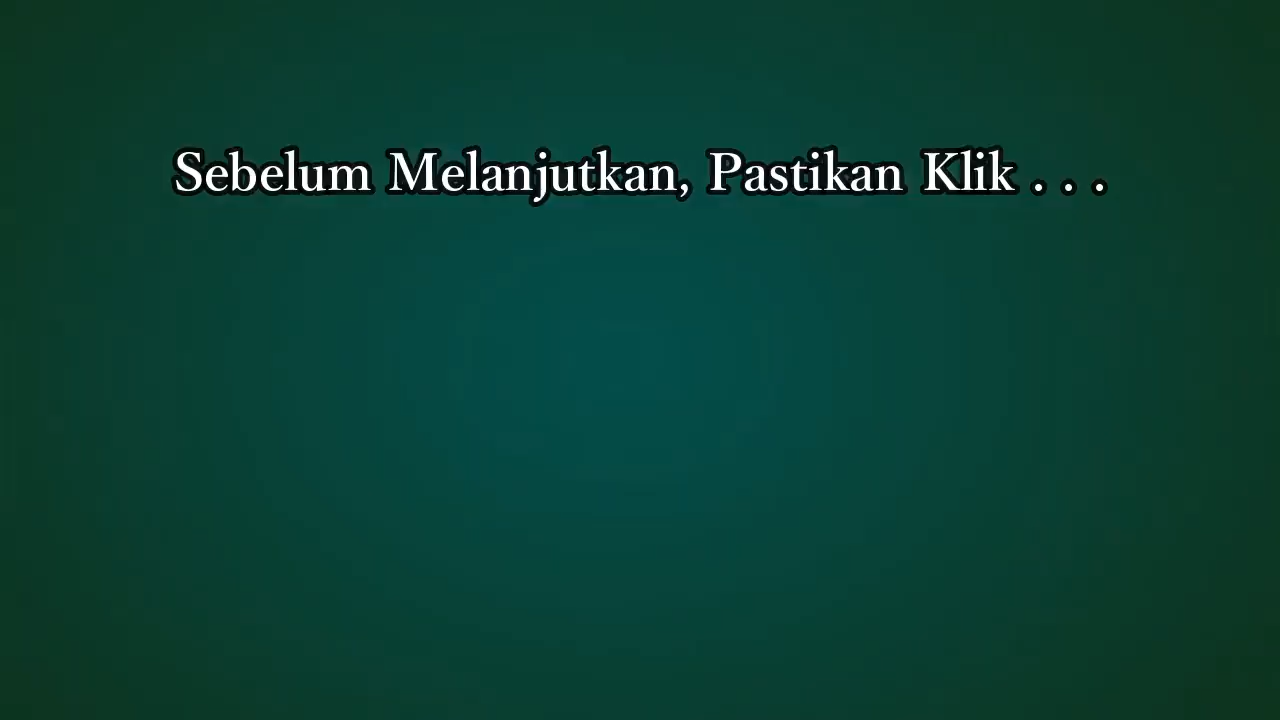 Sebelum Melanjutkan, Pastikan Klik . . .